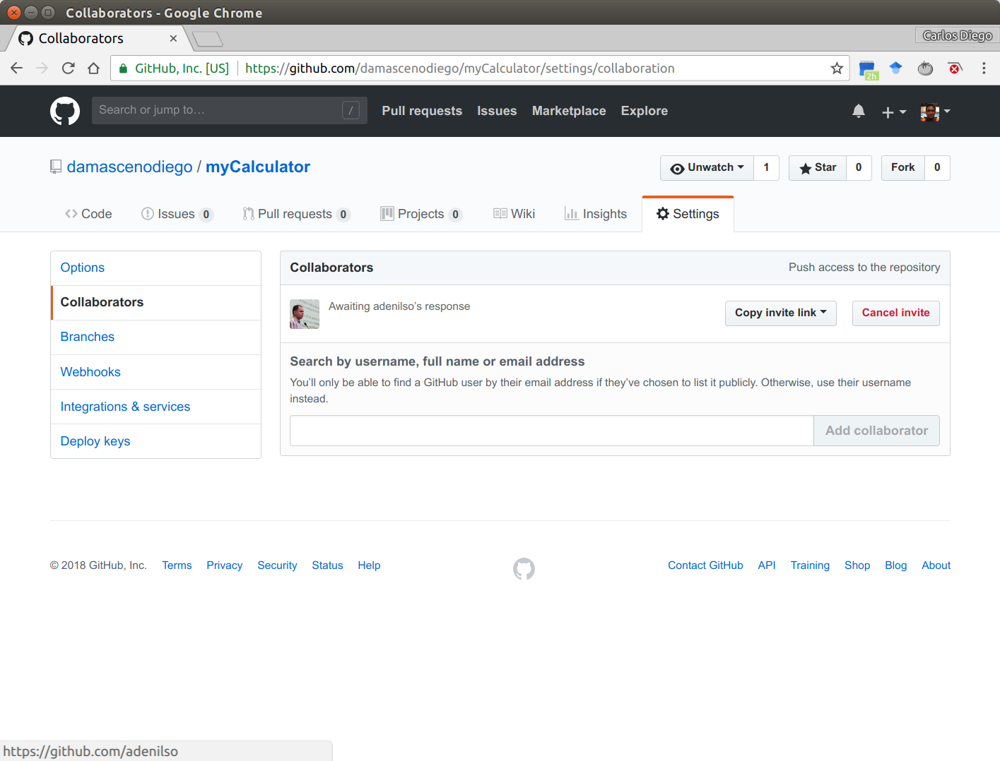 Collaborators - Google Chrome
Collaborators
Carlos Diego
GitHub, Inc. [US] https://github.com/damascenodiego/myCalculator/settings/collaboration
2h
Search or jump to… / Pull requests Issues Marketplace Explore
damascenodiego / myCalculator
Unwatch 1 Star 0 Fork 0
Code Issues 0 Pull requests 0 Projects 0 Wiki Insights Settings
Options
Collaborators
Branches
Webhooks
Integrations & services
Deploy keys
Collaborators Push access to the repository
Awaiting adenilso’s response Copy invite link Cancel invite
Search by username, full name or email address
You’ll only be able to find a GitHub user by their email address if they’ve chosen to list it publicly. Otherwise, use their username
instead.
Add collaborator
© 2018 GitHub, Inc. Terms Privacy Security Status Help Contact GitHub API Training Shop Blog About
https://github.com/adenilso